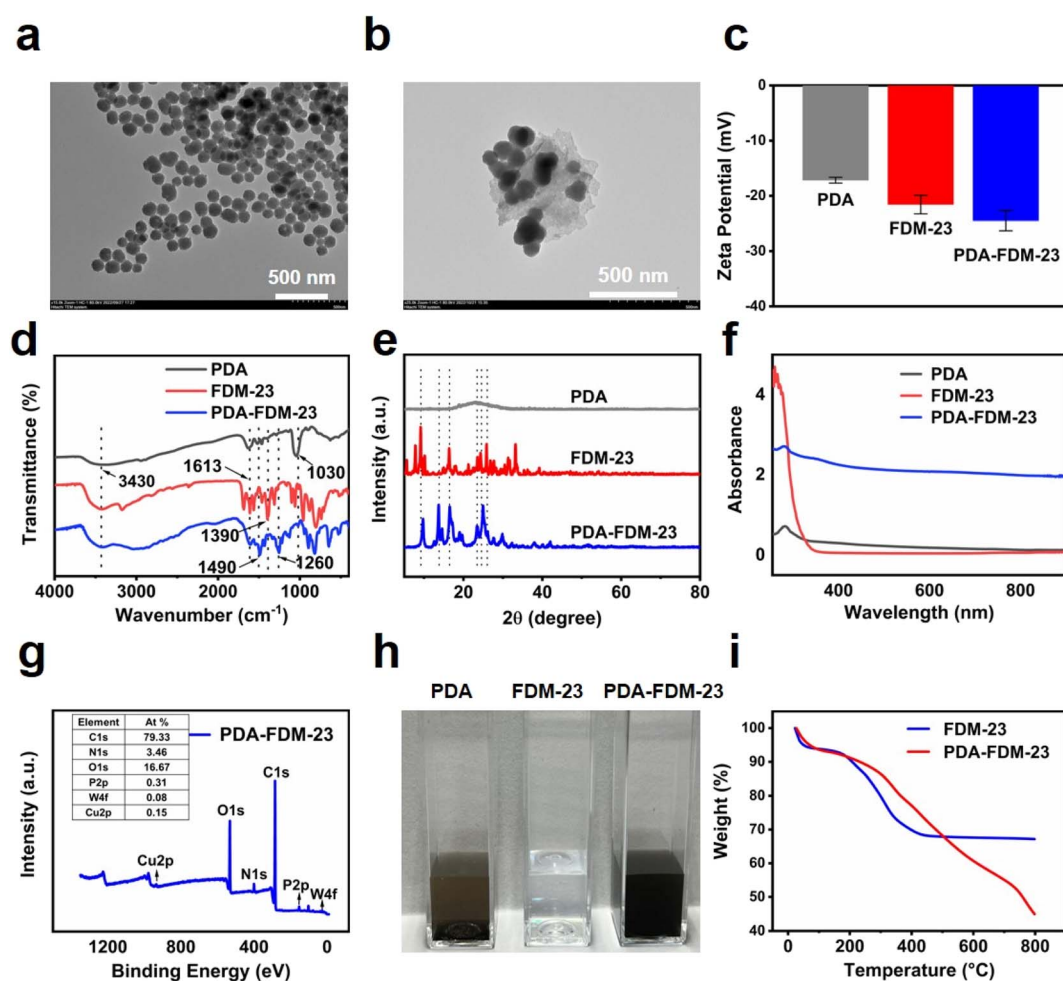 a
b
c
500 nm
500 nm
Zeta Potential (mV)
0
-10
-20
-30
-40
PDA
FDM-23
PDA-FDM-23
d
e
f
PDA
FDM-23
PDA-FDM-23
3430
1613
1030
1390
1490
1260
Transmittance (%)
4000
3000
2000
1000
Wavenumber (cm⁻¹)
Intensity (a.u.)
PDA
FDM-23
PDA-FDM-23
0
20
40
60
80
2θ (degree)
Absorbance
4
2
0
PDA
FDM-23
PDA-FDM-23
400
600
800
Wavelength (nm)
g
h
i
Element At %
C1s 79.33
N1s 3.46
O1s 16.67
P2p 0.31
W4f 0.08
Cu2p 0.15
PDA-FDM-23
C1s
O1s
Cu2p
N1s
P2p
W4f
Intensity (a.u.)
1200
800
400
0
Binding Energy (eV)
PDA FDM-23 PDA-FDM-23
Weight (%)
100
90
80
70
60
50
40
FDM-23
PDA-FDM-23
0
200
400
600
800
Temperature (°C)